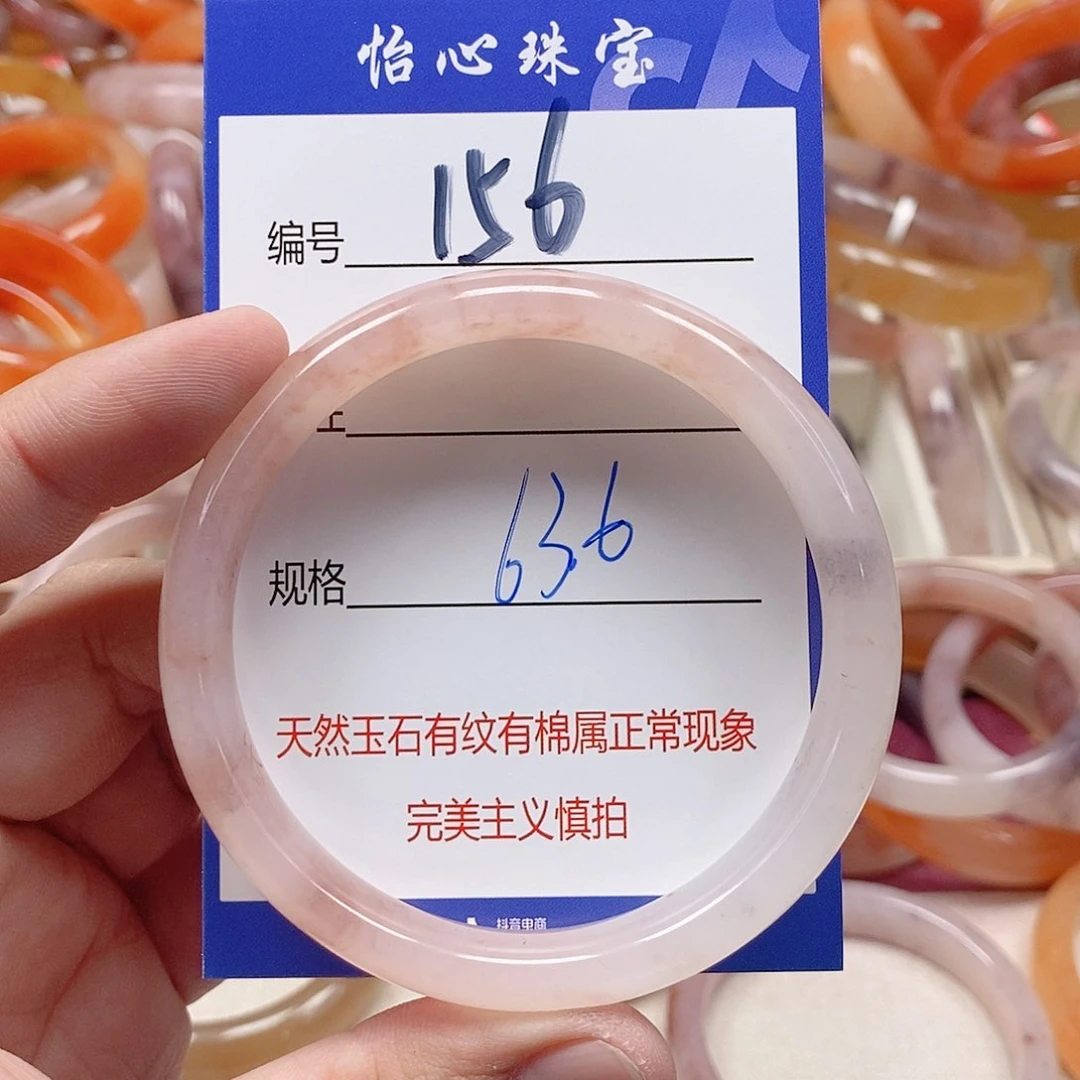 怡心珠宝
编号 156
规格 63.6
天然玉石有纹有棉属正常现象
完美主义慎拍
抖音电商